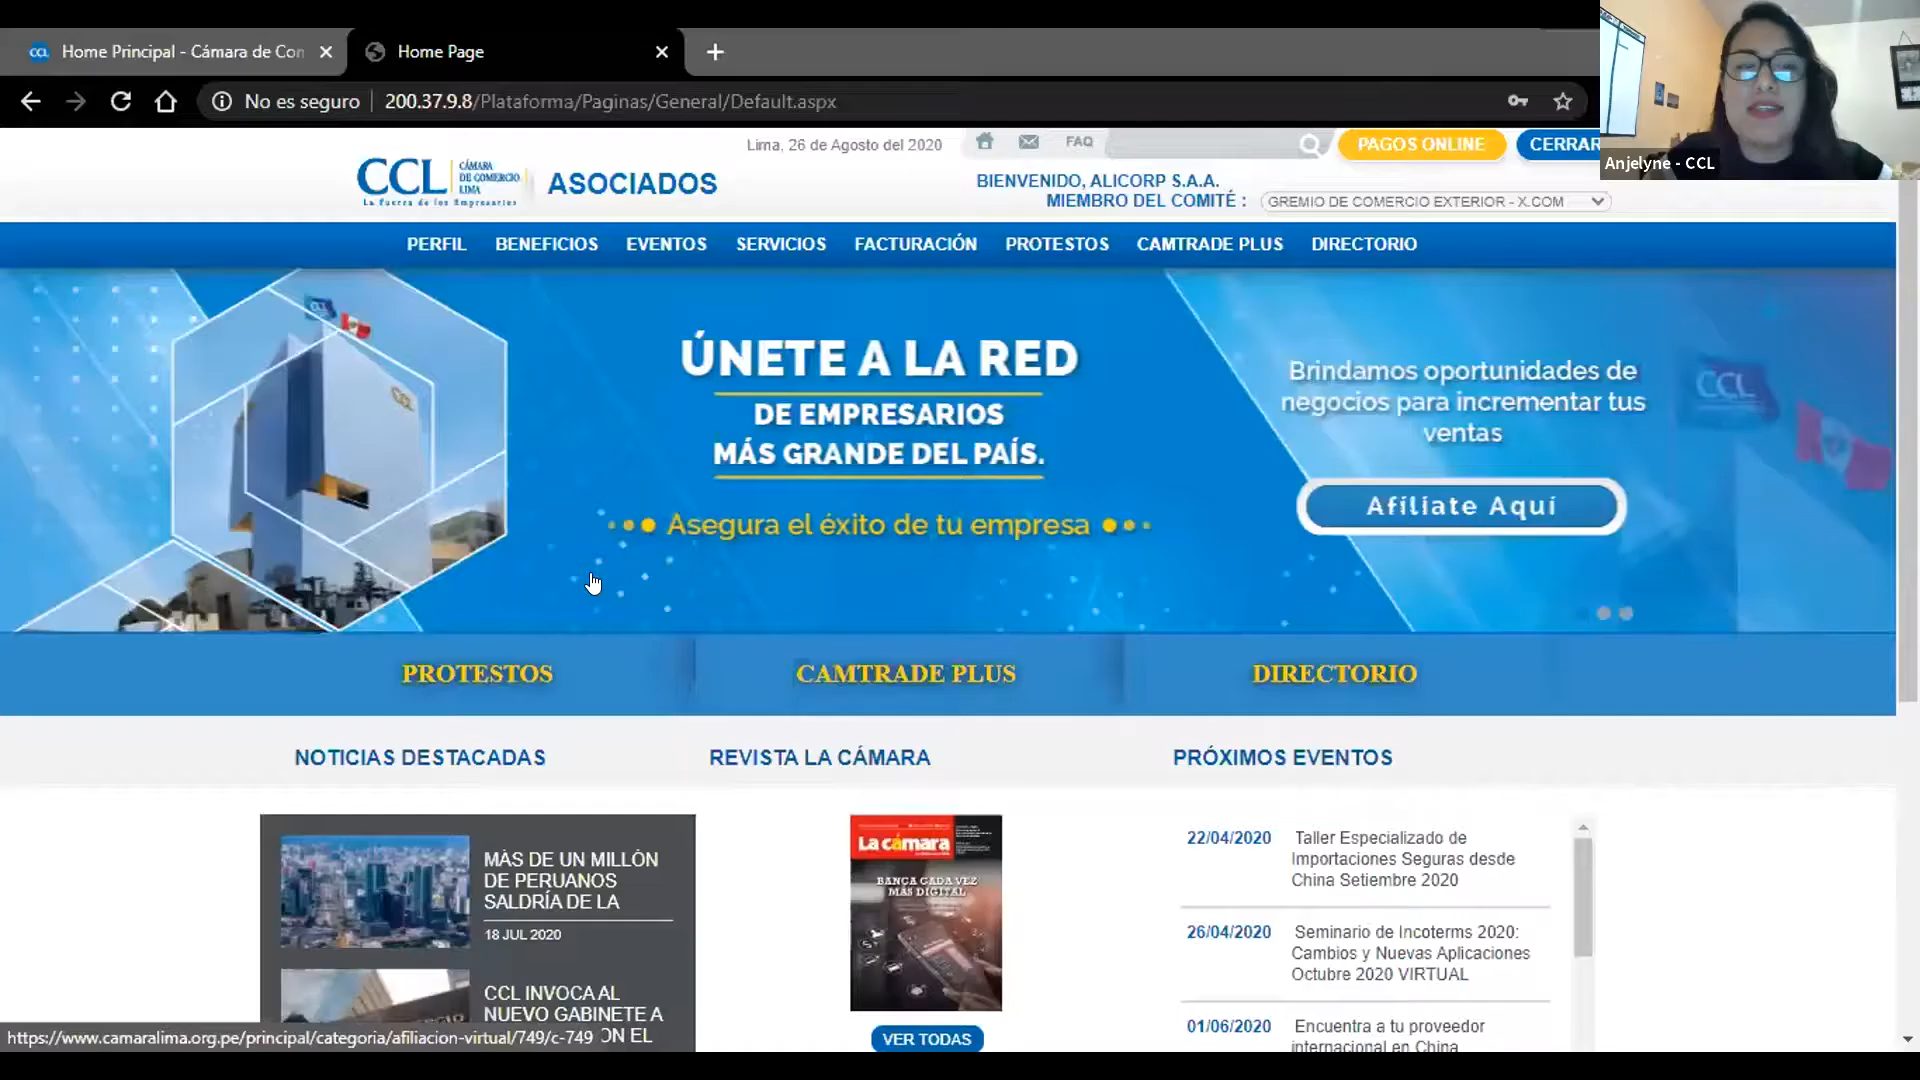 Home Principal - Cámara de Con
Home Page
No es seguro
200.37.9.8/Plataforma/Paginas/General/Default.aspx
Anjelyne - CCL
Lima, 26 de Agosto del 2020
FAQ
PAGOS ONLINE
CERRAR
CCL
CÁMARA
DE COMERCIO
LIMA
La Fuerza de los Empresarios
ASOCIADOS
BIENVENIDO, ALICORP S.A.A.
MIEMBRO DEL COMITÉ :
GREMIO DE COMERCIO EXTERIOR - X.COM
PERFIL
BENEFICIOS
EVENTOS
SERVICIOS
FACTURACIÓN
PROTESTOS
CAMTRADE PLUS
DIRECTORIO
ÚNETE A LA RED
DE EMPRESARIOS
MÁS GRANDE DEL PAÍS.
Asegura el éxito de tu empresa
Brindamos oportunidades de
negocios para incrementar tus
ventas
Afíliate Aquí
CCL
CCL
CCL
PROTESTOS
CAMTRADE PLUS
DIRECTORIO
NOTICIAS DESTACADAS
REVISTA LA CÁMARA
PRÓXIMOS EVENTOS
MÁS DE UN MILLÓN
DE PERUANOS
SALDRÍA DE LA
18 JUL 2020
CCL INVOCA AL
NUEVO GABINETE A
ON EL
La cámara
BANCA CADA VEZ
MÁS DIGITAL
VER TODAS
22/04/2020
Taller Especializado de
Importaciones Seguras desde
China Setiembre 2020
26/04/2020
Seminario de Incoterms 2020:
Cambios y Nuevas Aplicaciones
Octubre 2020 VIRTUAL
01/06/2020
Encuentra a tu proveedor
internacional en China
https://www.camaralima.org.pe/principal/categoria/afiliacion-virtual/749/c-749